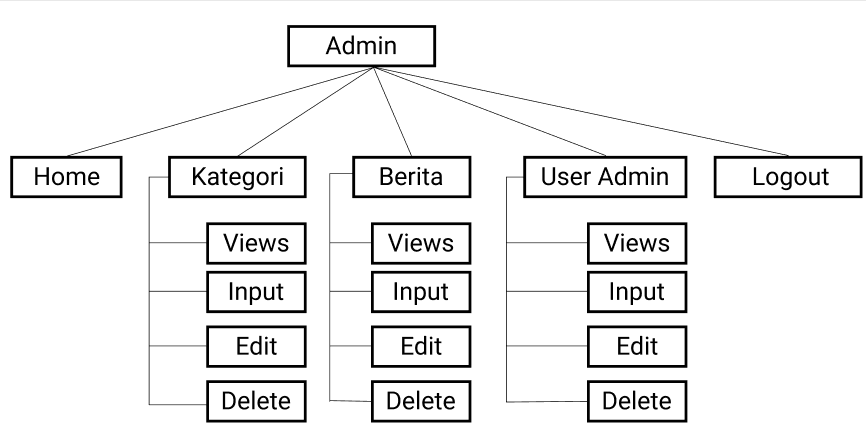 Admin
Home
Kategori
Berita
User Admin
Logout
Views
Views
Views
Input
Input
Input
Edit
Edit
Edit
Delete
Delete
Delete